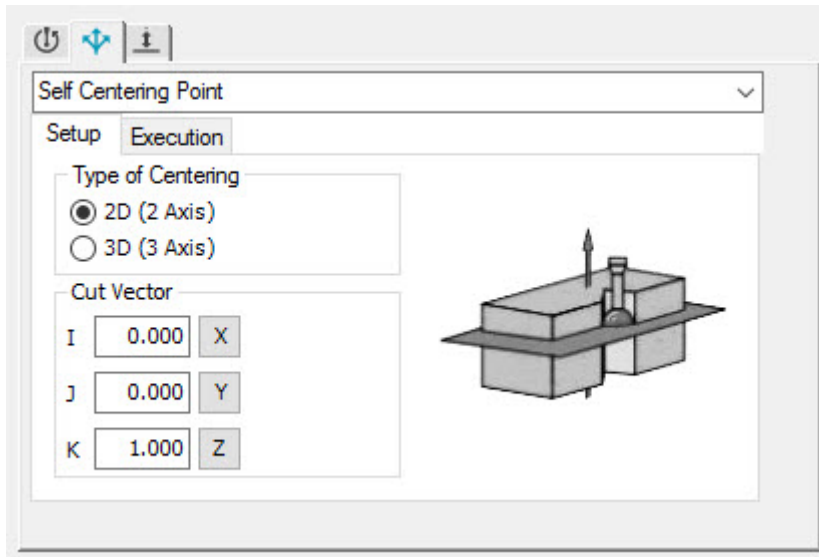 Self Centering Point
Setup Execution
Type of Centering
2D (2 Axis)
3D (3 Axis)
Cut Vector
I 0.000 X
J 0.000 Y
K 1.000 Z